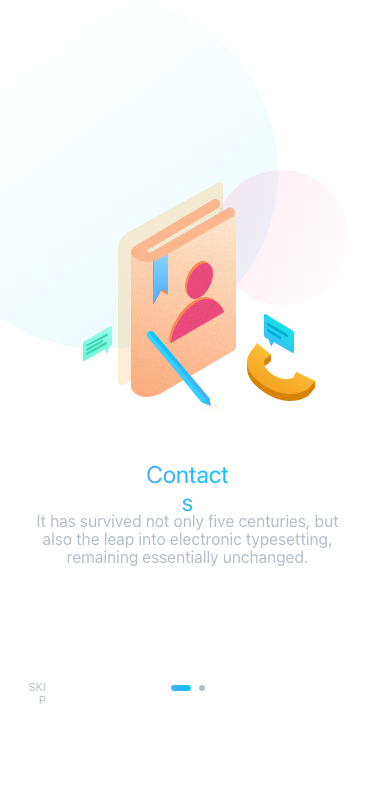 Contact
s
It has survived not only five centuries, but
also the leap into electronic typesetting,
remaining essentially unchanged.
SKI
P